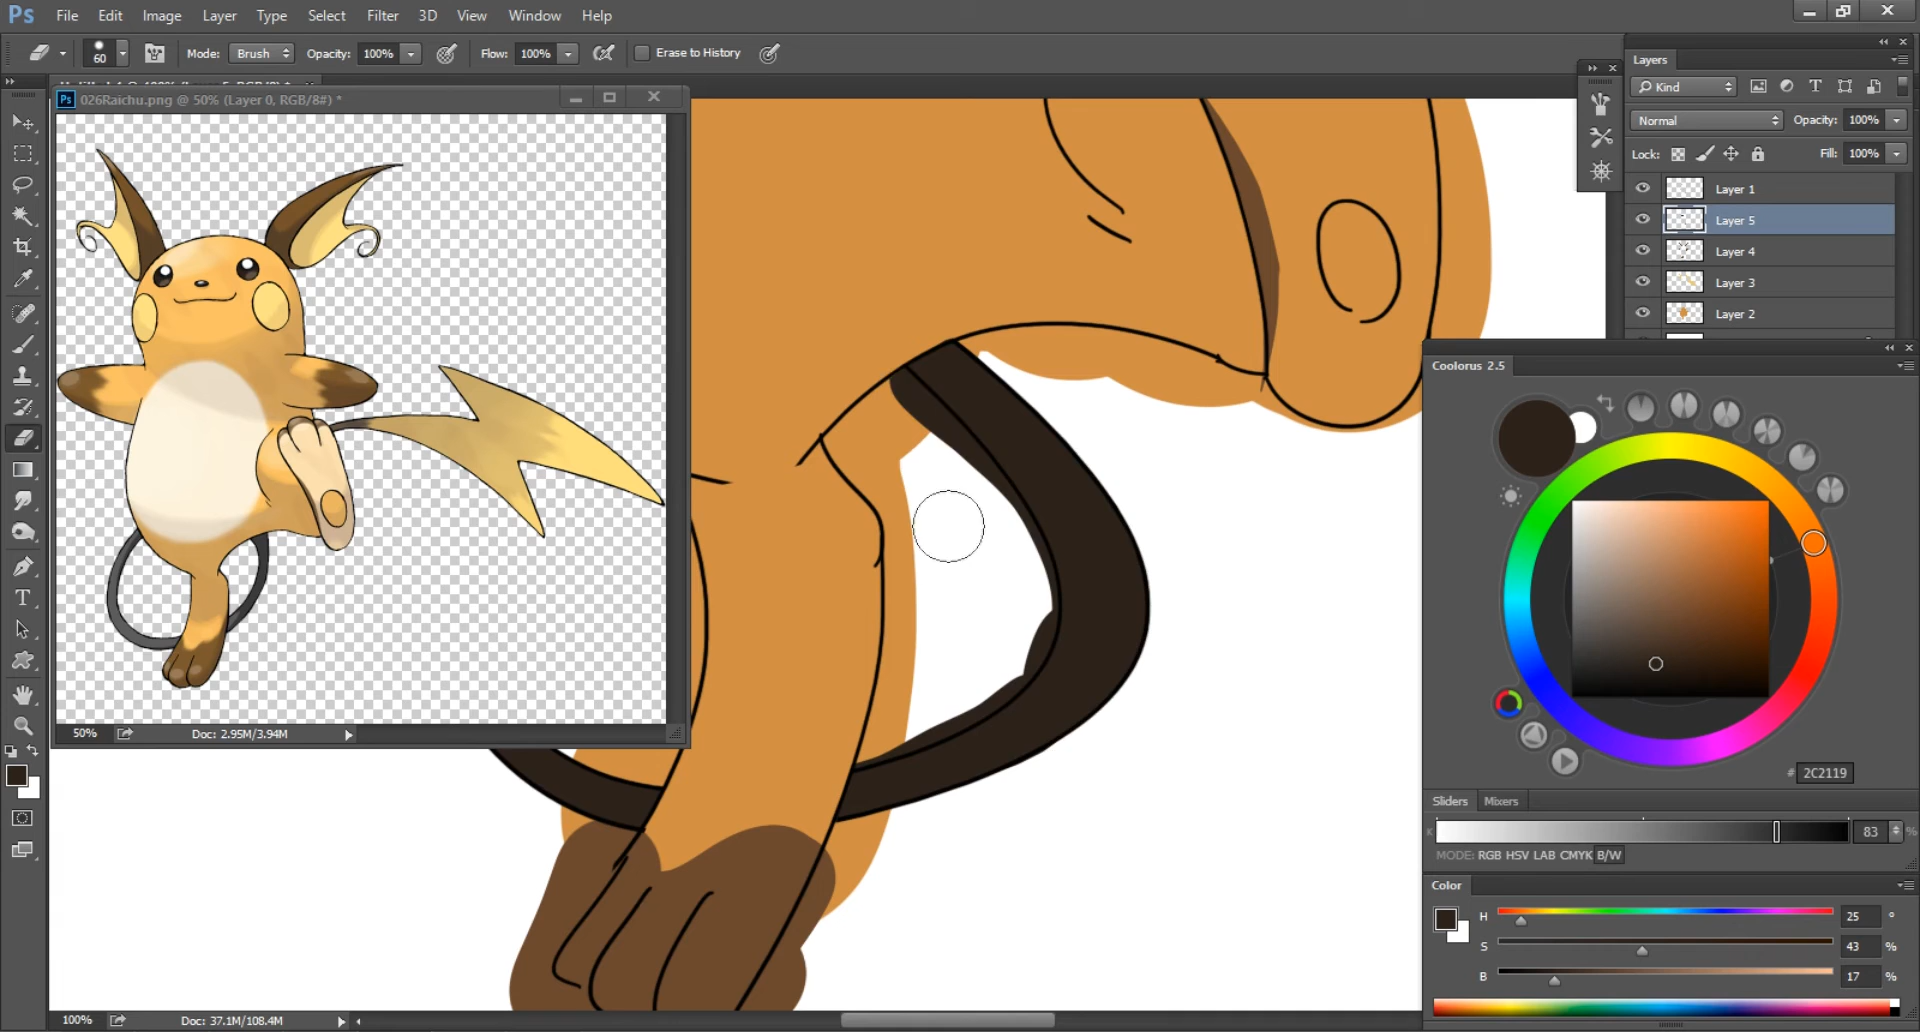 Ps File Edit Image Layer Type Select Filter 3D View Window Help
60 Mode: Brush Opacity: 100% Flow: 100% Erase to History
Ps 026Raichu.png @ 50% (Layer 0, RGB/8#) *
50% Doc: 2.95M/3.94M
100% Doc: 37.1M/108.4M
Layers
Kind
Normal Opacity: 100%
Lock: Fill: 100%
Layer 1
Layer 5
Layer 4
Layer 3
Layer 2
Coolorus 2.5
# 2C2119
Sliders Mixers
K 83 %
MODE: RGB HSV LAB CMYK B/W
Color
H 25 °
S 43 %
B 17 %